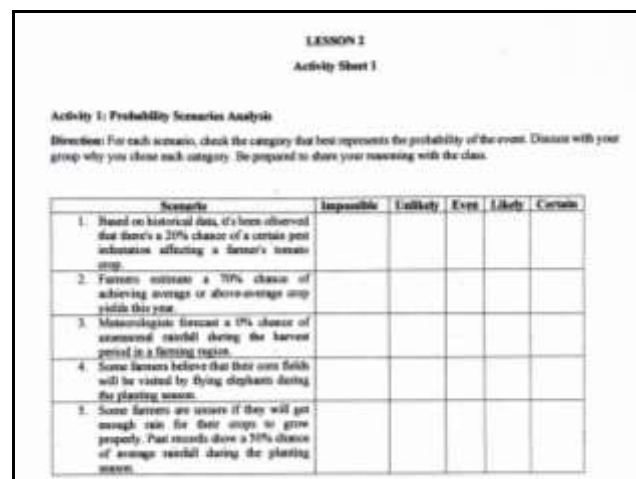 LESSON 2
Activity Sheet 1
Activity 1: Probability Scenarios Analysis
Direction: For each scenario, check the category that best represents the probability of the event. Discuss with your
group why you chose each category. Be prepared to share your reasoning with the class.
Scenario Impossible Unlikely Even Likely Certain
1. Based on historical data, it's been observed
that there's a 20% chance of a certain pest
infestation affecting a farmer's tomato
crop.
2. Farmers estimate a 70% chance of
achieving average or above-average crop
yields this year.
3. Meteorologists forecast a 0% chance of
unseasonal rainfall during the harvest
period in a farming region.
4. Some farmers believe that their corn fields
will be visited by flying elephants during
the planting season.
5. Some farmers are unsure if they will get
enough rain for their crops to grow
properly. Past records show a 50% chance
of average rainfall during the planting
season.